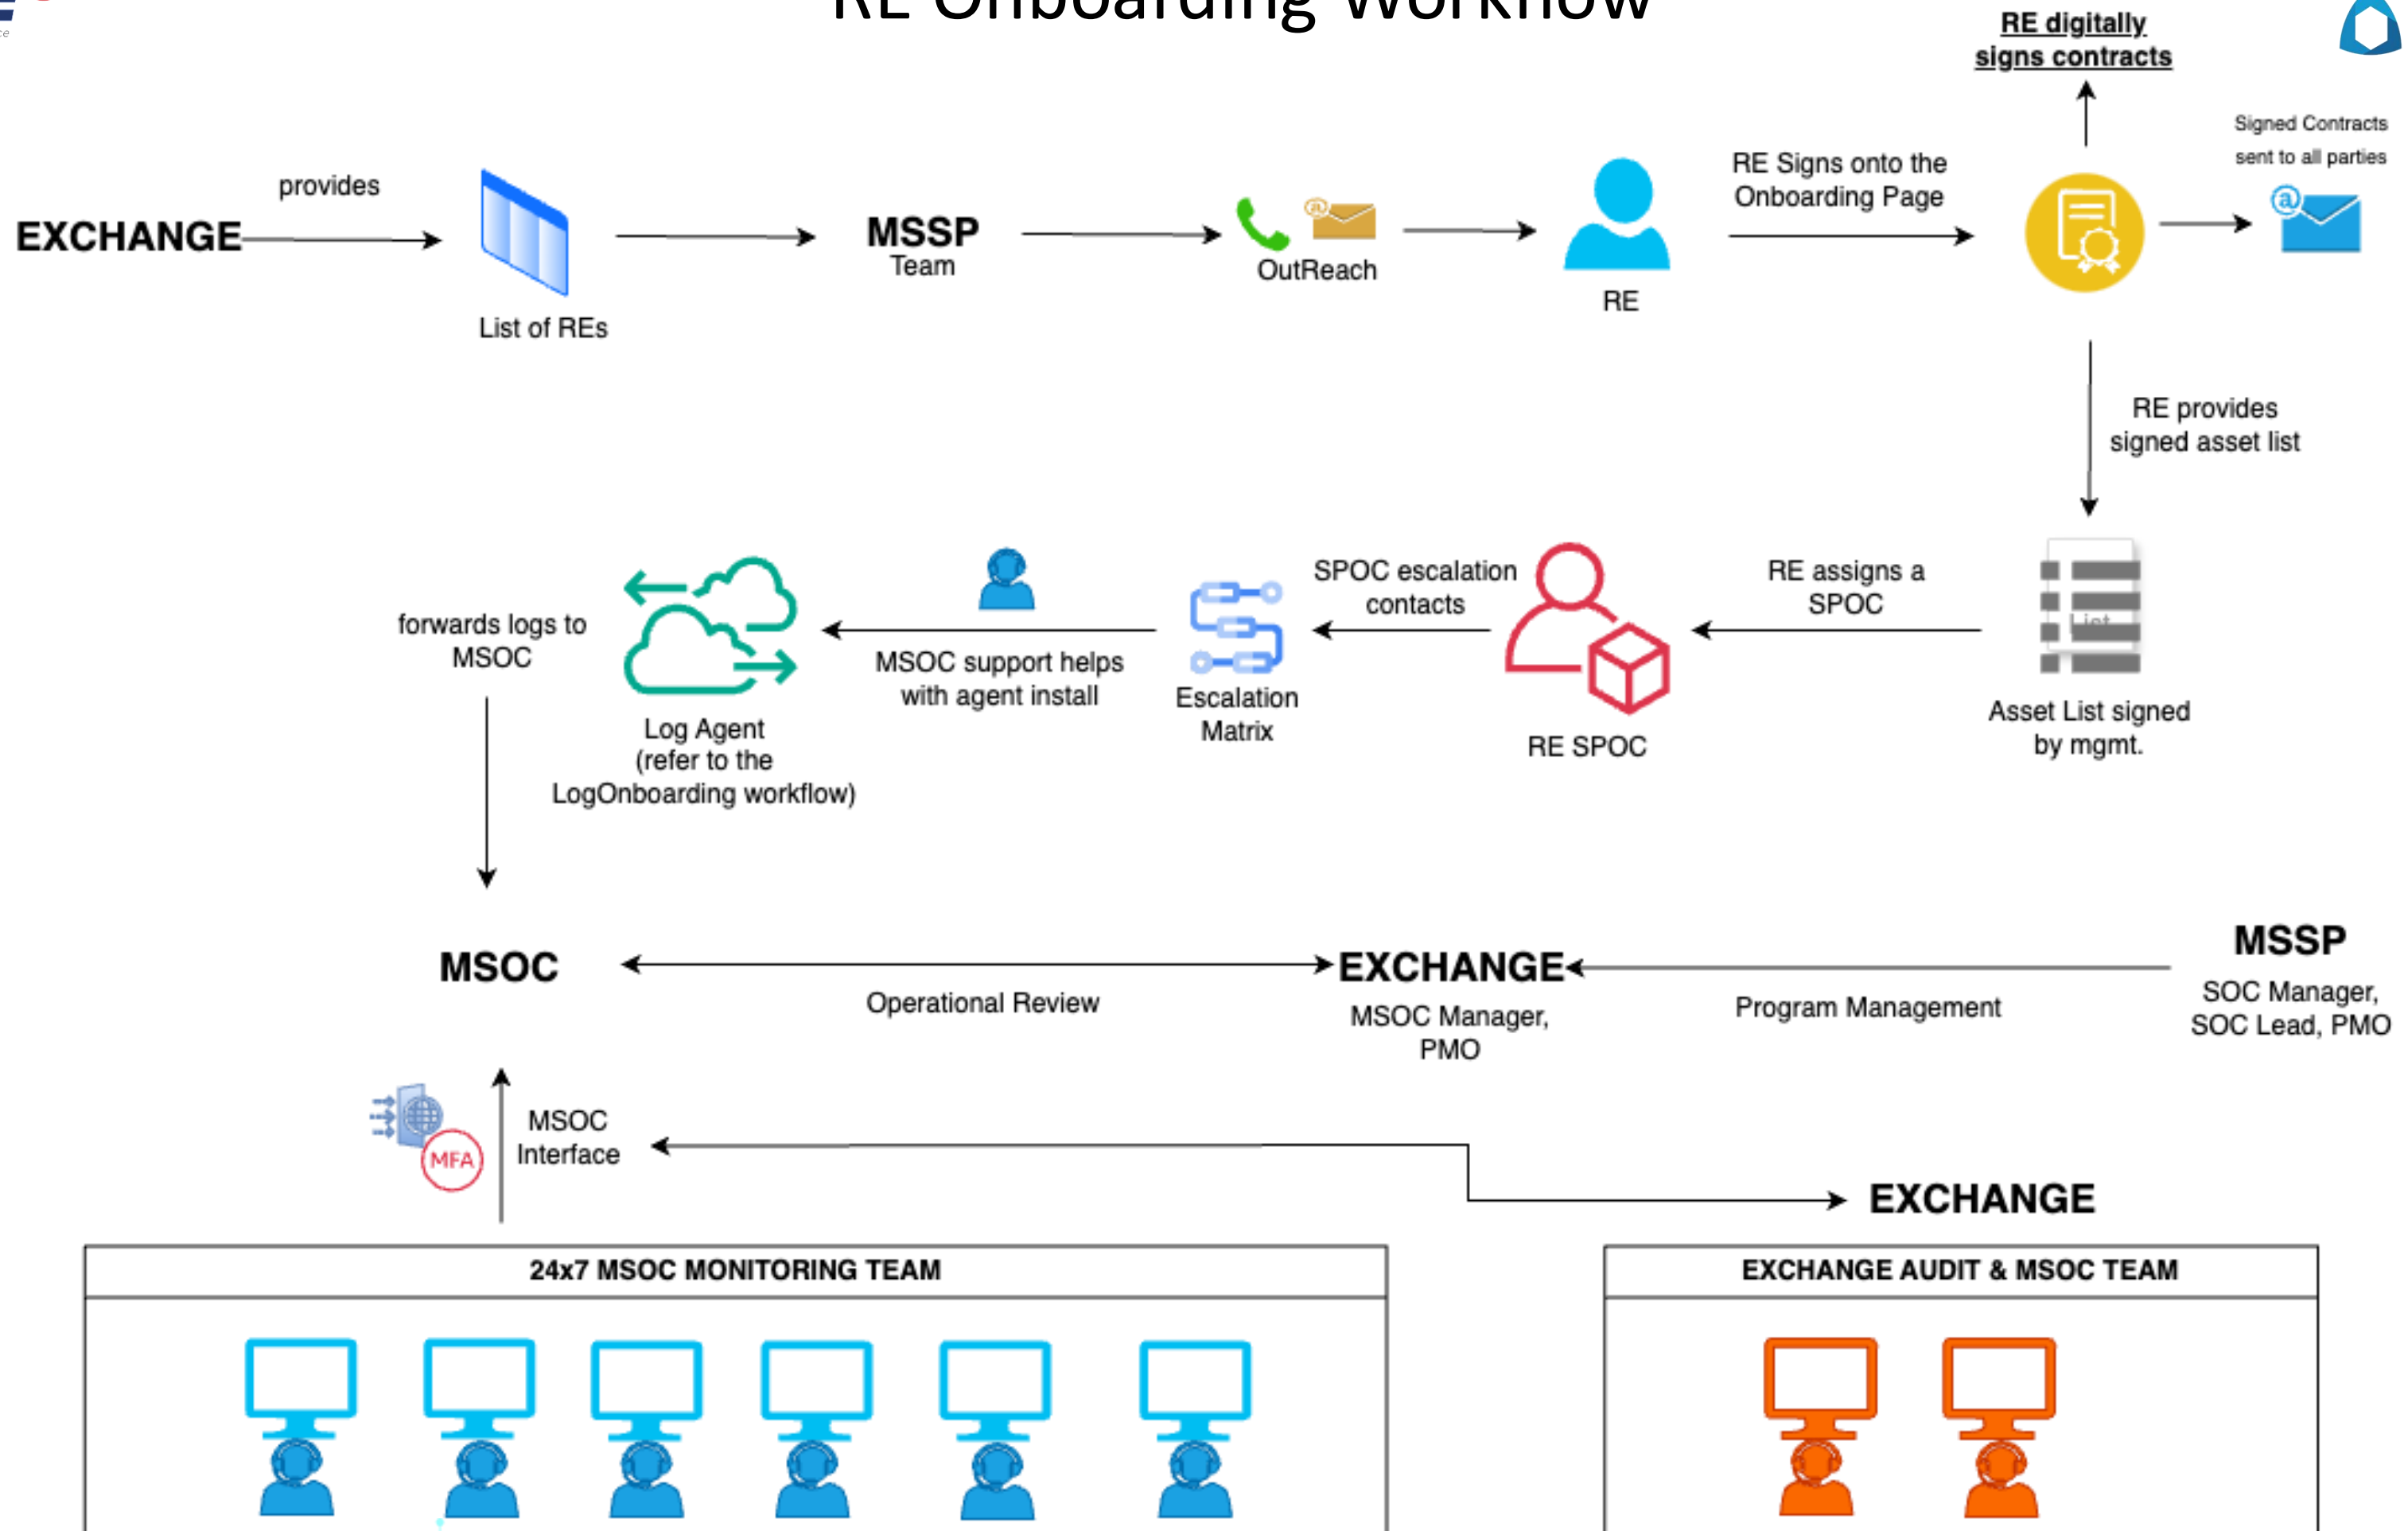 RE Onboarding Workflow
RE digitally
signs contracts
Signed Contracts
sent to all parties
provides
RE Signs onto the
Onboarding Page
EXCHANGE
MSSP
Team
OutReach
RE
List of REs
RE provides
signed asset list
forwards logs to
MSOC
MSOC support helps
with agent install
SPOC escalation
contacts
RE assigns a
SPOC
List
Log Agent
(refer to the
LogOnboarding workflow)
Escalation
Matrix
RE SPOC
Asset List signed
by mgmt.
MSOC
Operational Review
EXCHANGE
MSOC Manager,
PMO
Program Management
MSSP
SOC Manager,
SOC Lead, PMO
MFA
MSOC
Interface
EXCHANGE
24x7 MSOC MONITORING TEAM
EXCHANGE AUDIT & MSOC TEAM